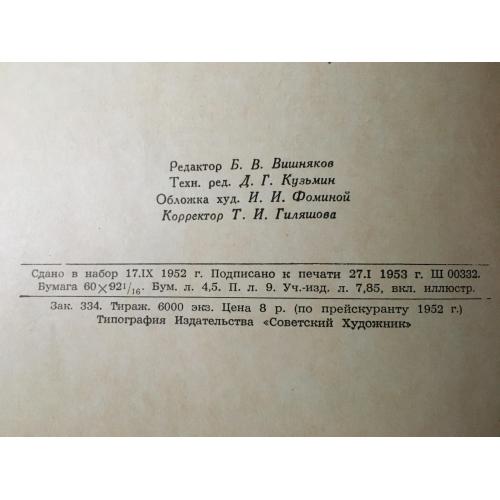 Редактор Б. В. Вишняков
Техн. ред. Д. Г. Кузьмин
Обложка худ. И. И. Фоминой
Корректор Т. И. Гиляшова
Сдано в набор 17.IX 1952 г. Подписано к печати 27.I 1953 г. Ш 00332.
Бумага 60×92¹/₁₆. Бум. л. 4,5. П. л. 9. Уч.-изд. л. 7,85, вкл. иллюстр.
Зак. 334. Тираж. 6000 экз. Цена 8 р. (по прейскуранту 1952 г.)
Типография Издательства «Советский Художник»